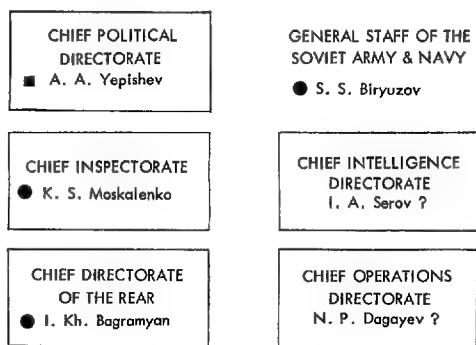 CHIEF POLITICAL
DIRECTORATE
A. A. Yepishev
GENERAL STAFF OF THE
SOVIET ARMY & NAVY
S. S. Biryuzov
CHIEF INSPECTORATE
K. S. Moskalenko
CHIEF INTELLIGENCE
DIRECTORATE
I. A. Serov ?
CHIEF DIRECTORATE
OF THE REAR
I. Kh. Bagramyan
CHIEF OPERATIONS
DIRECTORATE
N. P. Dagayev ?